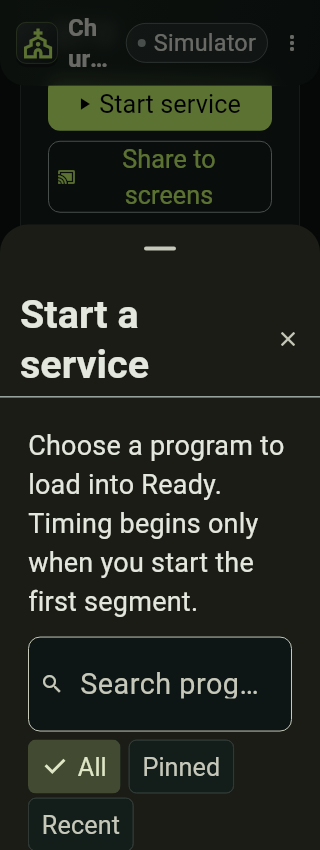 Ch
ur…
Simulator
Start service
Share to
screens
Start a
service
Choose a program to
load into Ready.
Timing begins only
when you start the
first segment.
Search prog…
All
Pinned
Recent